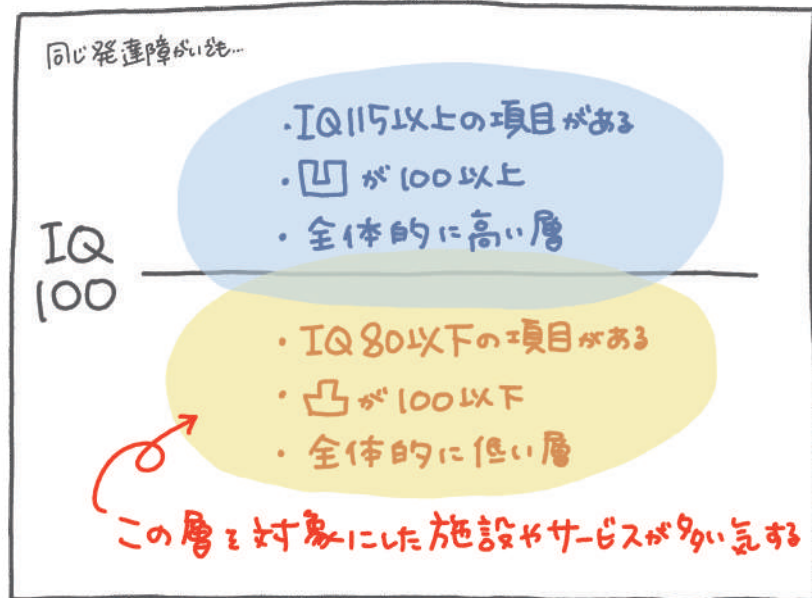 同じ発達障がいでも…
・IQ115以上の項目がある
・凹が100以上
・全体的に高い層
IQ
100
・IQ80以下の項目がある
・凸が100以下
・全体的に低い層
この層を対象にした施設やサービスが多い気する